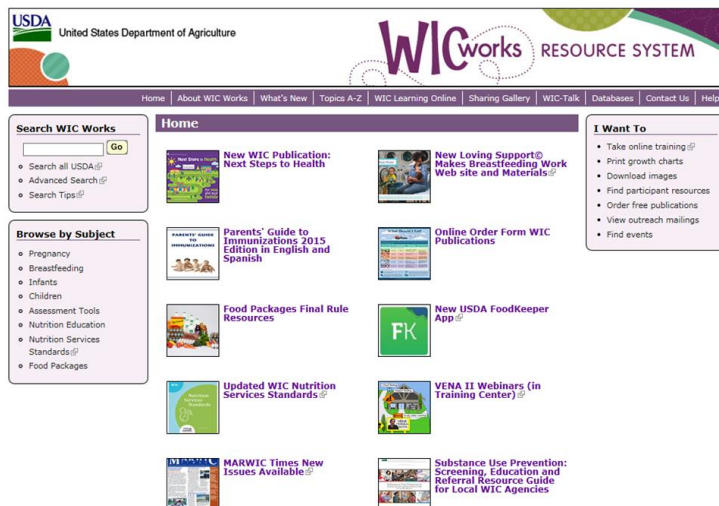 USDA
United States Department of Agriculture
WIC works RESOURCE SYSTEM
Home | About WIC Works | What's New | Topics A-Z | WIC Learning Online | Sharing Gallery | WIC-Talk | Databases | Contact Us | Help
Search WIC Works
Go
Search all USDA
Advanced Search
Search Tips
Browse by Subject
Pregnancy
Breastfeeding
Infants
Children
Assessment Tools
Nutrition Education
Nutrition Services
Standards
Food Packages
Home
Next Steps to Health
New WIC Publication:
Next Steps to Health
New Loving Support©
Makes Breastfeeding Work
Web site and Materials
PARENTS' GUIDE
TO
IMMUNIZATIONS
Parents' Guide to
Immunizations 2015
Edition in English and
Spanish
Online Order Form WIC
Publications
Food Packages Final Rule
Resources
FK
New USDA FoodKeeper
App
Nutrition
Services
Standards
Updated WIC Nutrition
Services Standards
VENA II Webinars (in
Training Center)
MARWIC Times New
Issues Available
Substance Use Prevention:
Screening, Education and
Referral Resource Guide
for Local WIC Agencies
I Want To
Take online training
Print growth charts
Download images
Find participant resources
Order free publications
View outreach mailings
Find events